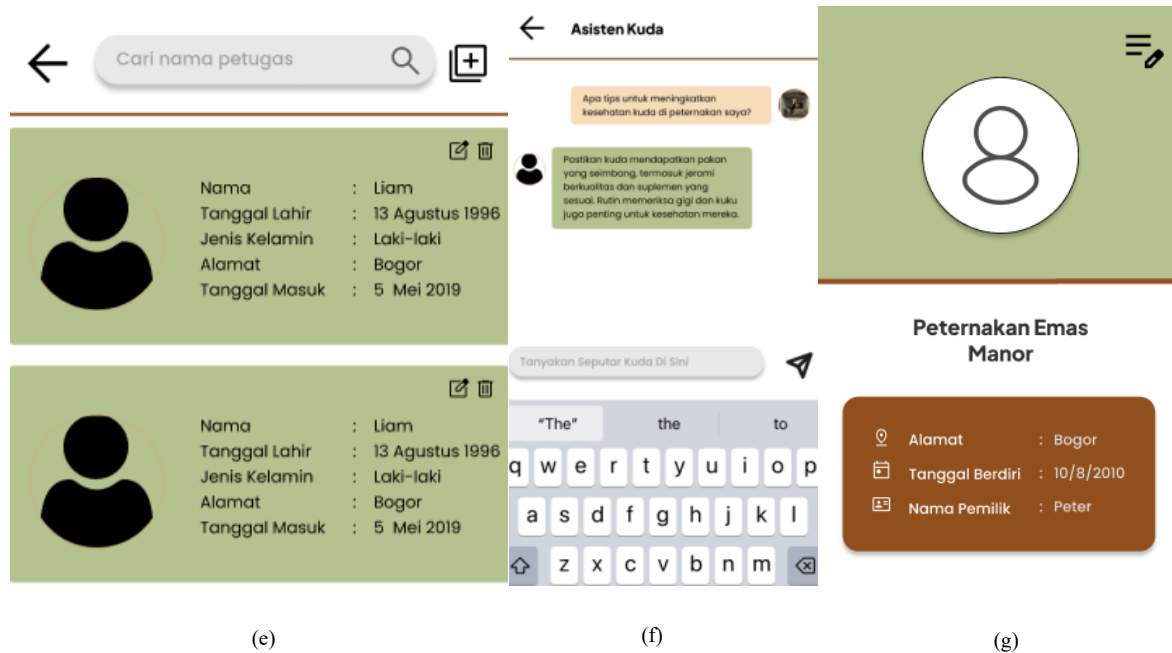 Cari nama petugas
Nama : Liam
Tanggal Lahir : 13 Agustus 1996
Jenis Kelamin : Laki-laki
Alamat : Bogor
Tanggal Masuk : 5 Mei 2019
Nama : Liam
Tanggal Lahir : 13 Agustus 1996
Jenis Kelamin : Laki-laki
Alamat : Bogor
Tanggal Masuk : 5 Mei 2019
(e)
Asisten Kuda
Apa tips untuk meningkatkan
kesehatan kuda di peternakan saya?
Pastikan kuda mendapatkan pakan
yang seimbang, termasuk jerami
berkualitas dan suplemen yang
sesuai. Rutin memeriksa gigi dan kuku
juga penting untuk kesehatan mereka.
Tanyakan Seputar Kuda Di Sini
“The” the to
q w e r t y u i o p
a s d f g h j k l
z x c v b n m
(f)
Peternakan Emas
Manor
Alamat : Bogor
Tanggal Berdiri : 10/8/2010
Nama Pemilik : Peter
(g)